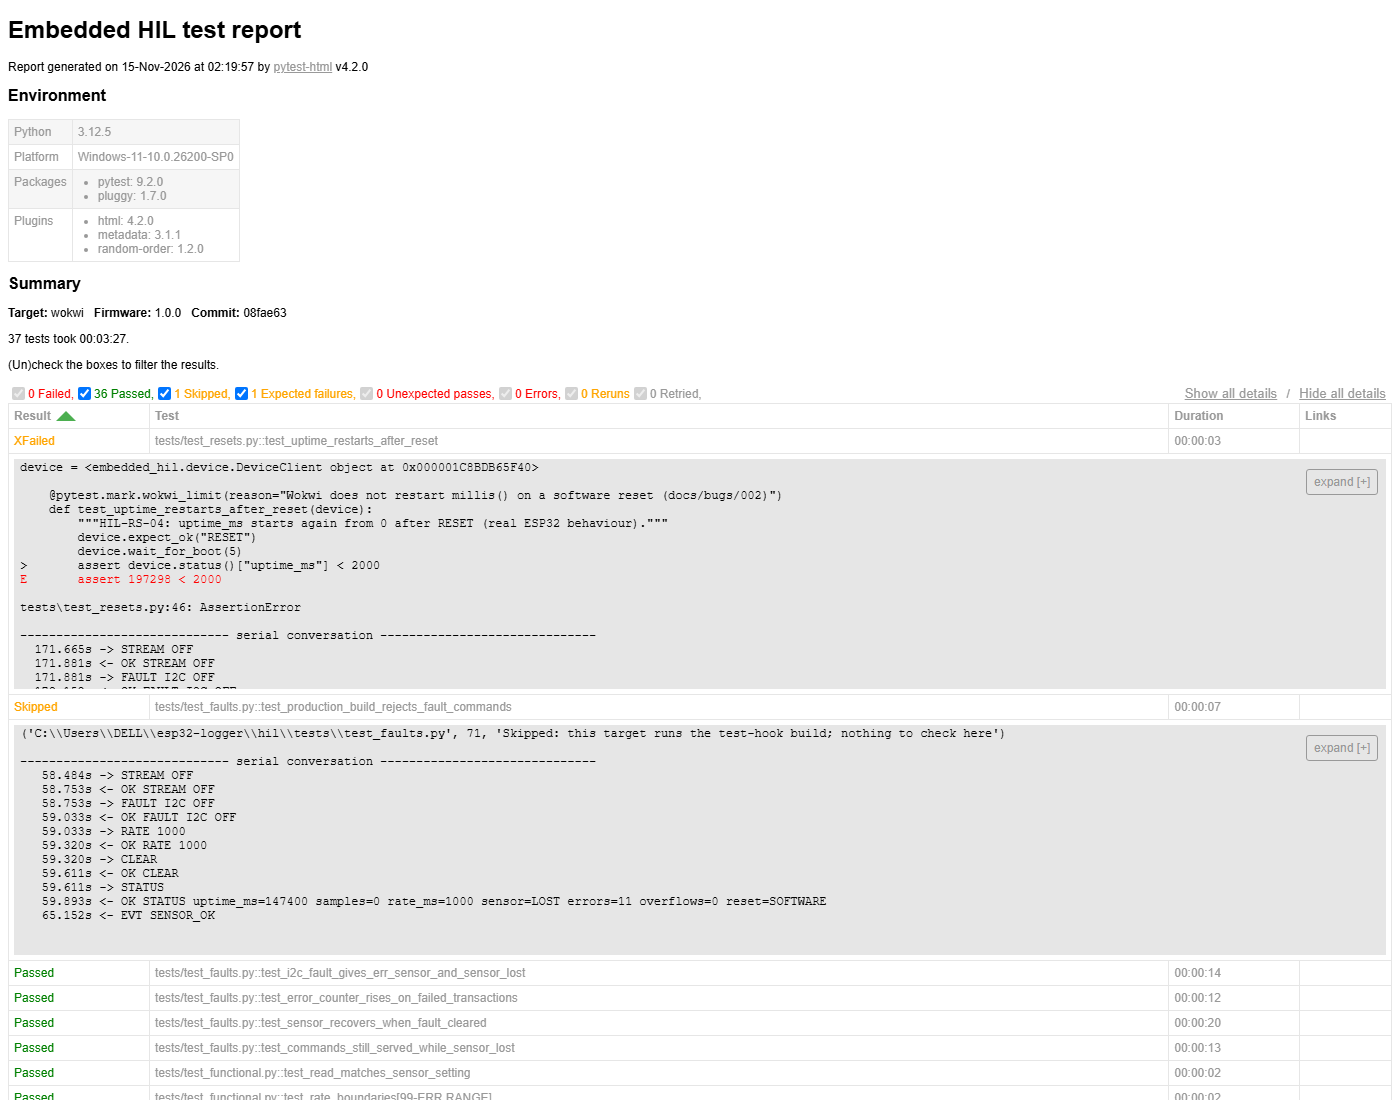 Embedded HIL test report
Report generated on 15-Nov-2026 at 02:19:57 by pytest-html v4.2.0
Environment
Python 3.12.5
Platform Windows-11-10.0.26200-SP0
Packages
• pytest: 9.2.0
• pluggy: 1.7.0
Plugins
• html: 4.2.0
• metadata: 3.1.1
• random-order: 1.2.0
Summary
Target: wokwi Firmware: 1.0.0 Commit: 08fae63
37 tests took 00:03:27.
(Un)check the boxes to filter the results.
0 Failed, 36 Passed, 1 Skipped, 1 Expected failures, 0 Unexpected passes, 0 Errors, 0 Reruns 0 Retried, Show all details / Hide all details
Result Test Duration Links
XFailed tests/test_resets.py::test_uptime_restarts_after_reset 00:00:03
device = <embedded_hil.device.DeviceClient object at 0x000001C8BDB65F40>
expand [+]
@pytest.mark.wokwi_limit(reason="Wokwi does not restart millis() on a software reset (docs/bugs/002)")
def test_uptime_restarts_after_reset(device):
"""HIL-RS-04: uptime_ms starts again from 0 after RESET (real ESP32 behaviour)."""
device.expect_ok("RESET")
device.wait_for_boot(5)
> assert device.status()["uptime_ms"] < 2000
E assert 197298 < 2000
tests\test_resets.py:46: AssertionError
----------------------------- serial conversation ------------------------------
171.665s -> STREAM OFF
171.881s <- OK STREAM OFF
171.881s -> FAULT I2C OFF
Skipped tests/test_faults.py::test_production_build_rejects_fault_commands 00:00:07
('C:\\Users\\DELL\\esp32-logger\\hil\\tests\\test_faults.py', 71, 'Skipped: this target runs the test-hook build; nothing to check here')
expand [+]
----------------------------- serial conversation ------------------------------
58.484s -> STREAM OFF
58.753s <- OK STREAM OFF
58.753s -> FAULT I2C OFF
59.033s <- OK FAULT I2C OFF
59.033s -> RATE 1000
59.320s <- OK RATE 1000
59.320s -> CLEAR
59.611s <- OK CLEAR
59.611s -> STATUS
59.893s <- OK STATUS uptime_ms=147400 samples=0 rate_ms=1000 sensor=LOST errors=11 overflows=0 reset=SOFTWARE
65.152s <- EVT SENSOR_OK
Passed tests/test_faults.py::test_i2c_fault_gives_err_sensor_and_sensor_lost 00:00:14
Passed tests/test_faults.py::test_error_counter_rises_on_failed_transactions 00:00:12
Passed tests/test_faults.py::test_sensor_recovers_when_fault_cleared 00:00:20
Passed tests/test_faults.py::test_commands_still_served_while_sensor_lost 00:00:13
Passed tests/test_functional.py::test_read_matches_sensor_setting 00:00:02
Passed tests/test_functional.py::test_rate_boundaries[99-ERR RANGE] 00:00:02